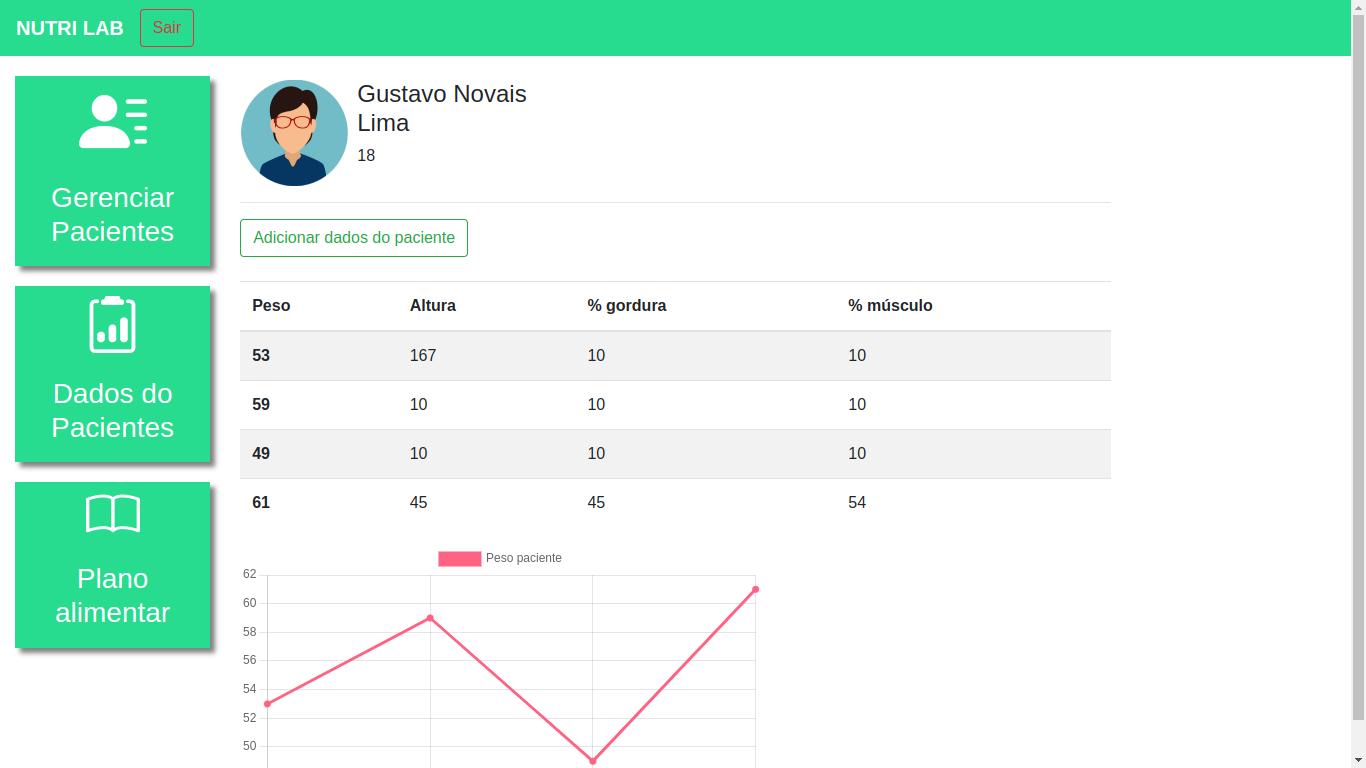 NUTRI LAB Sair
Gerenciar
Pacientes
Dados do
Pacientes
Plano
alimentar
Gustavo Novais
Lima
18
Adicionar dados do paciente
Peso Altura % gordura % músculo
53 167 10 10
59 10 10 10
49 10 10 10
61 45 45 54
Peso paciente
62
60
58
56
54
52
50